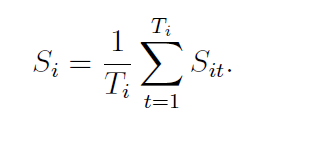 S_i = \frac{1}{T_i} \sum_{t=1}^{T_i} S_{it}.